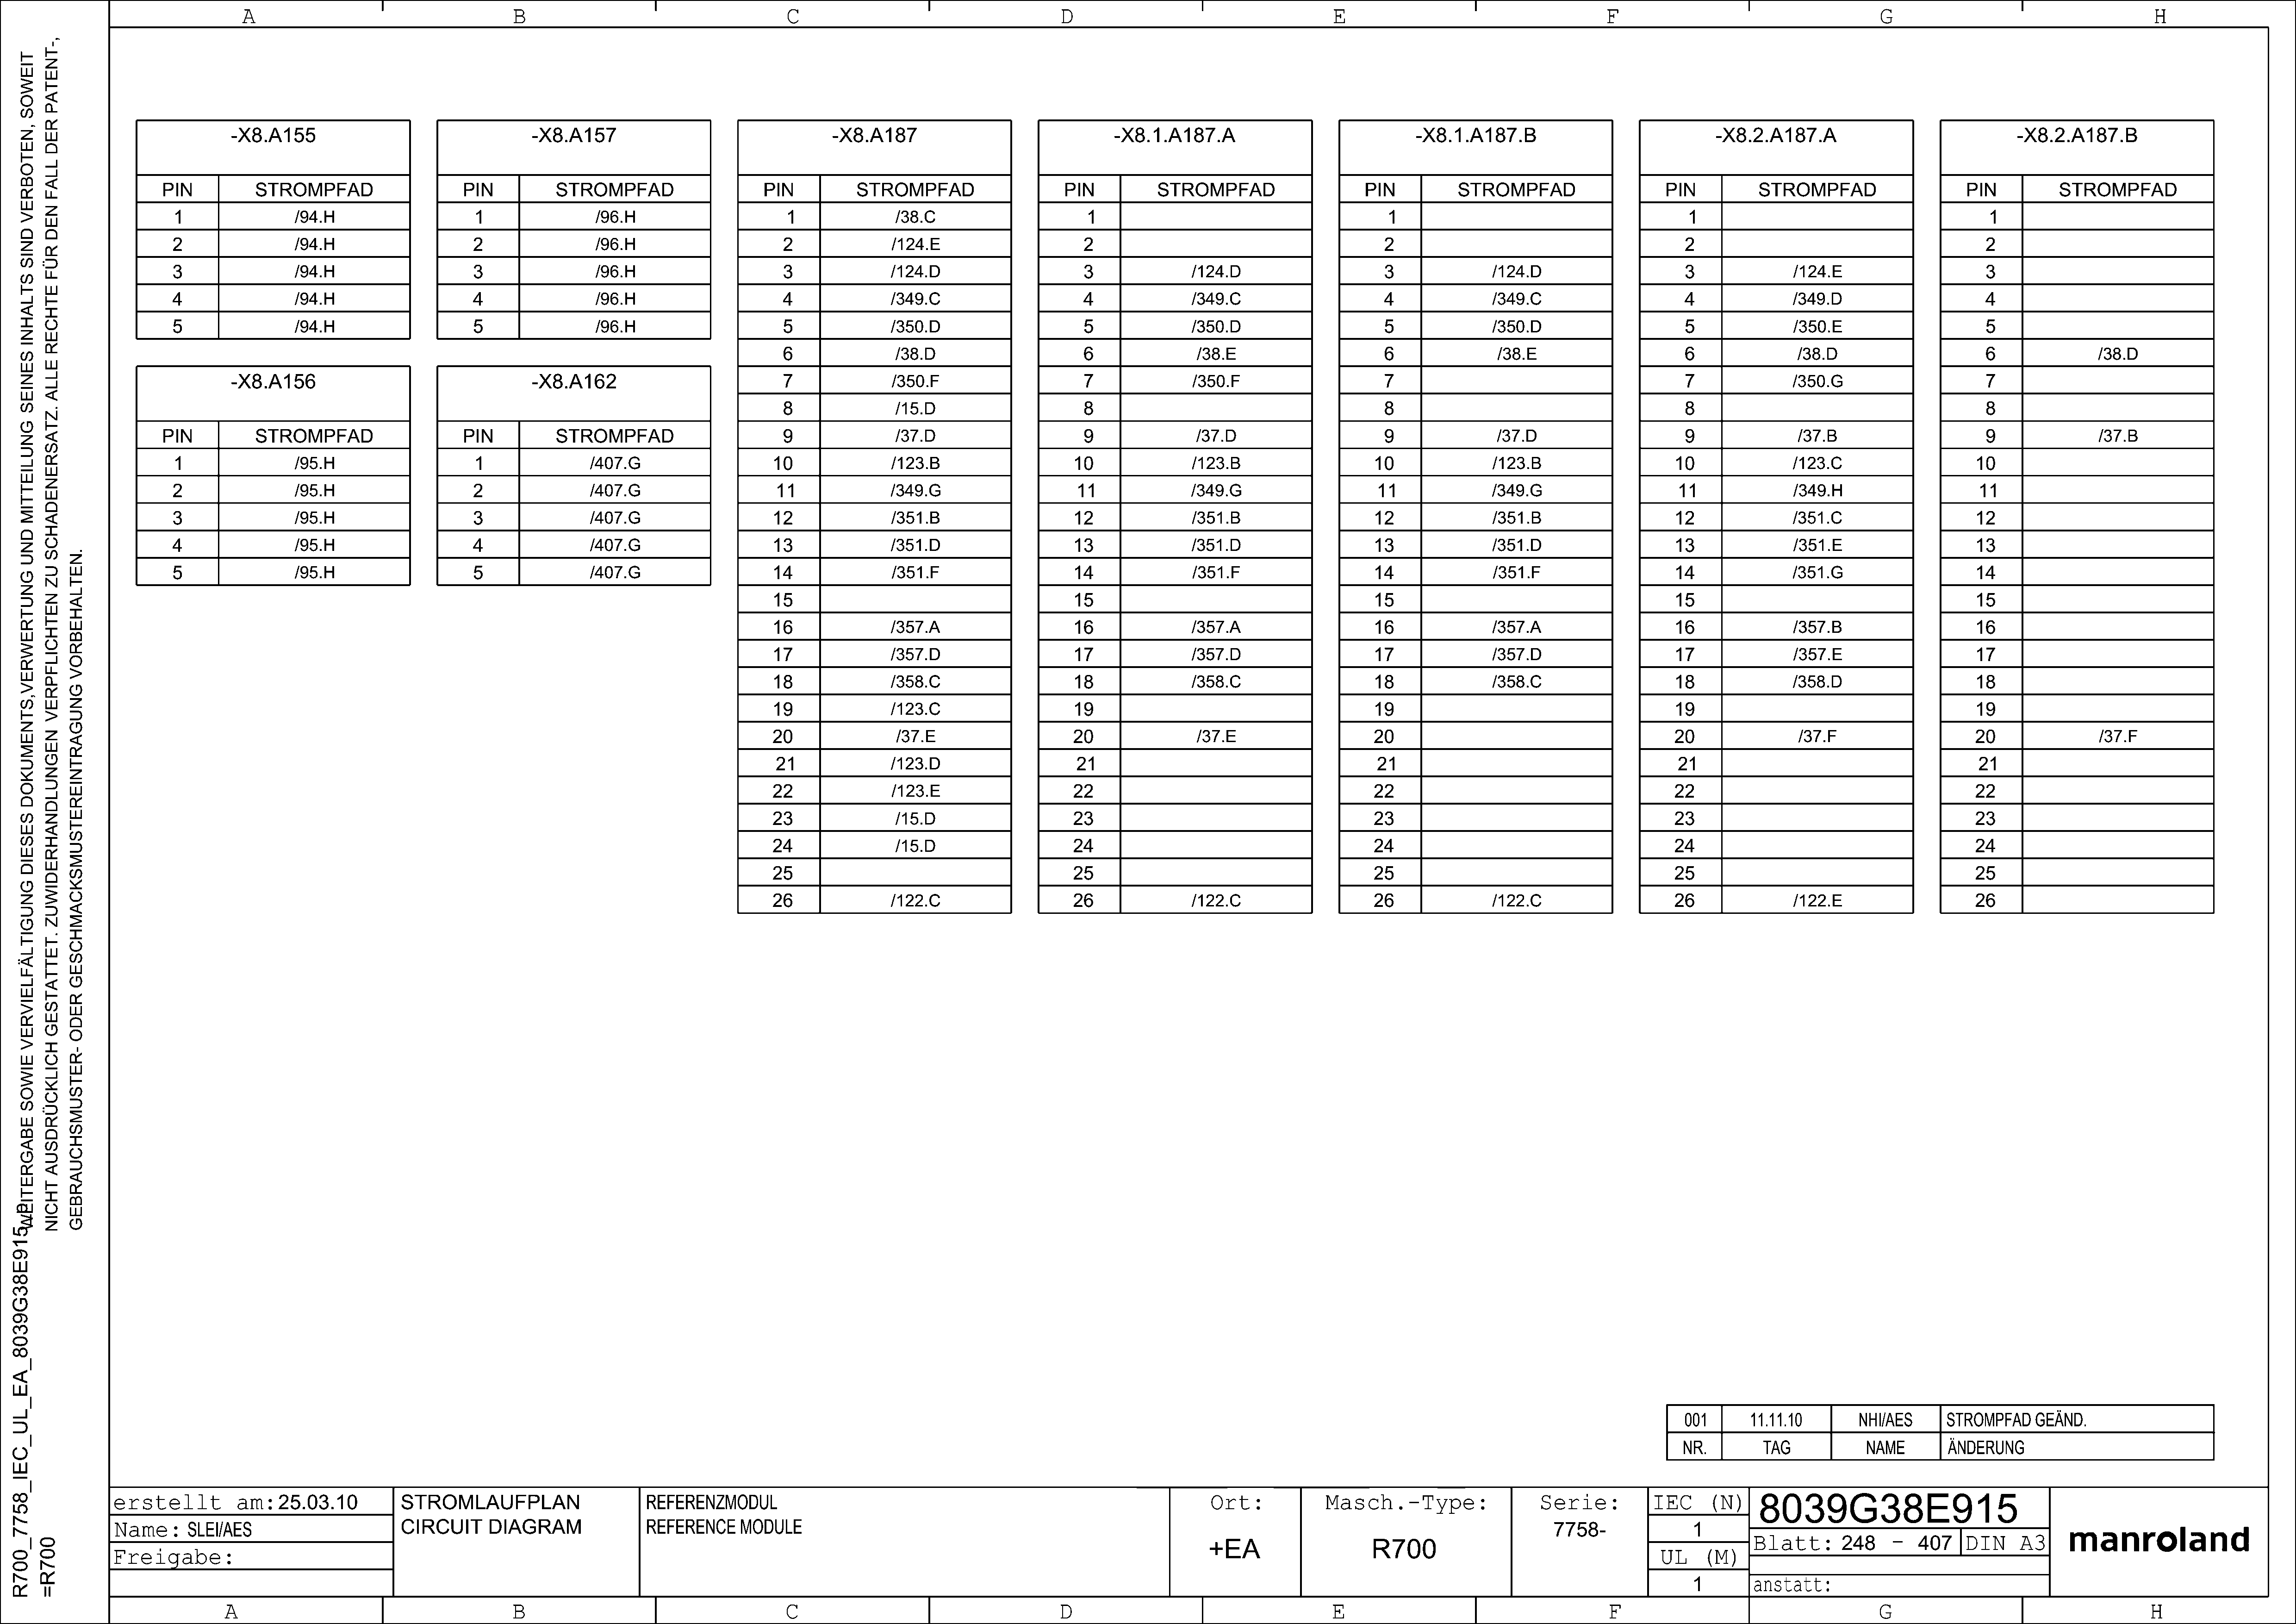 A B C D E F G H
WEITERGABE SOWIE VERVIELFÄLTIGUNG DIESES DOKUMENTS,VERWERTUNG UND MITTEILUNG SEINES INHALTS SIND VERBOTEN, SOWEIT
NICHT AUSDRÜCKLICH GESTATTET. ZUWIDERHANDLUNGEN VERPFLICHTEN ZU SCHADENERSATZ. ALLE RECHTE FÜR DEN FALL DER PATENT-,
GEBRAUCHSMUSTER- ODER GESCHMACKSMUSTEREINTRAGUNG VORBEHALTEN.
-X8.A155
PIN STROMPFAD
1 /94.H
2 /94.H
3 /94.H
4 /94.H
5 /94.H
-X8.A156
PIN STROMPFAD
1 /95.H
2 /95.H
3 /95.H
4 /95.H
5 /95.H
-X8.A157
PIN STROMPFAD
1 /96.H
2 /96.H
3 /96.H
4 /96.H
5 /96.H
-X8.A162
PIN STROMPFAD
1 /407.G
2 /407.G
3 /407.G
4 /407.G
5 /407.G
-X8.A187
PIN STROMPFAD
1 /38.C
2 /124.E
3 /124.D
4 /349.C
5 /350.D
6 /38.D
7 /350.F
8 /15.D
9 /37.D
10 /123.B
11 /349.G
12 /351.B
13 /351.D
14 /351.F
15
16 /357.A
17 /357.D
18 /358.C
19 /123.C
20 /37.E
21 /123.D
22 /123.E
23 /15.D
24 /15.D
25
26 /122.C
-X8.1.A187.A
PIN STROMPFAD
1
2
3 /124.D
4 /349.C
5 /350.D
6 /38.E
7 /350.F
8
9 /37.D
10 /123.B
11 /349.G
12 /351.B
13 /351.D
14 /351.F
15
16 /357.A
17 /357.D
18 /358.C
19
20 /37.E
21
22
23
24
25
26 /122.C
-X8.1.A187.B
PIN STROMPFAD
1
2
3 /124.D
4 /349.C
5 /350.D
6 /38.E
7
8
9 /37.D
10 /123.B
11 /349.G
12 /351.B
13 /351.D
14 /351.F
15
16 /357.A
17 /357.D
18 /358.C
19
20
21
22
23
24
25
26 /122.C
-X8.2.A187.A
PIN STROMPFAD
1
2
3 /124.E
4 /349.D
5 /350.E
6 /38.D
7 /350.G
8
9 /37.B
10 /123.C
11 /349.H
12 /351.C
13 /351.E
14 /351.G
15
16 /357.B
17 /357.E
18 /358.D
19
20 /37.F
21
22
23
24
25
26 /122.E
-X8.2.A187.B
PIN STROMPFAD
1
2
3
4
5
6 /38.D
7
8
9 /37.B
10
11
12
13
14
15
16
17
18
19
20 /37.F
21
22
23
24
25
26
001 11.11.10 NHI/AES STROMPFAD GEÄND.
NR. TAG NAME ÄNDERUNG
R700_7758_IEC_UL_EA_8039G38E915_P
=R700
erstellt am: 25.03.10
Name: SLEI/AES
Freigabe:
STROMLAUFPLAN
CIRCUIT DIAGRAM
REFERENZMODUL
REFERENCE MODULE
Ort:
+EA
Masch.-Type:
R700
Serie:
7758-
IEC (N)
1
UL (M)
1
8039G38E915
Blatt: 248 - 407 DIN A3
anstatt:
manroland
A B C D E F G H